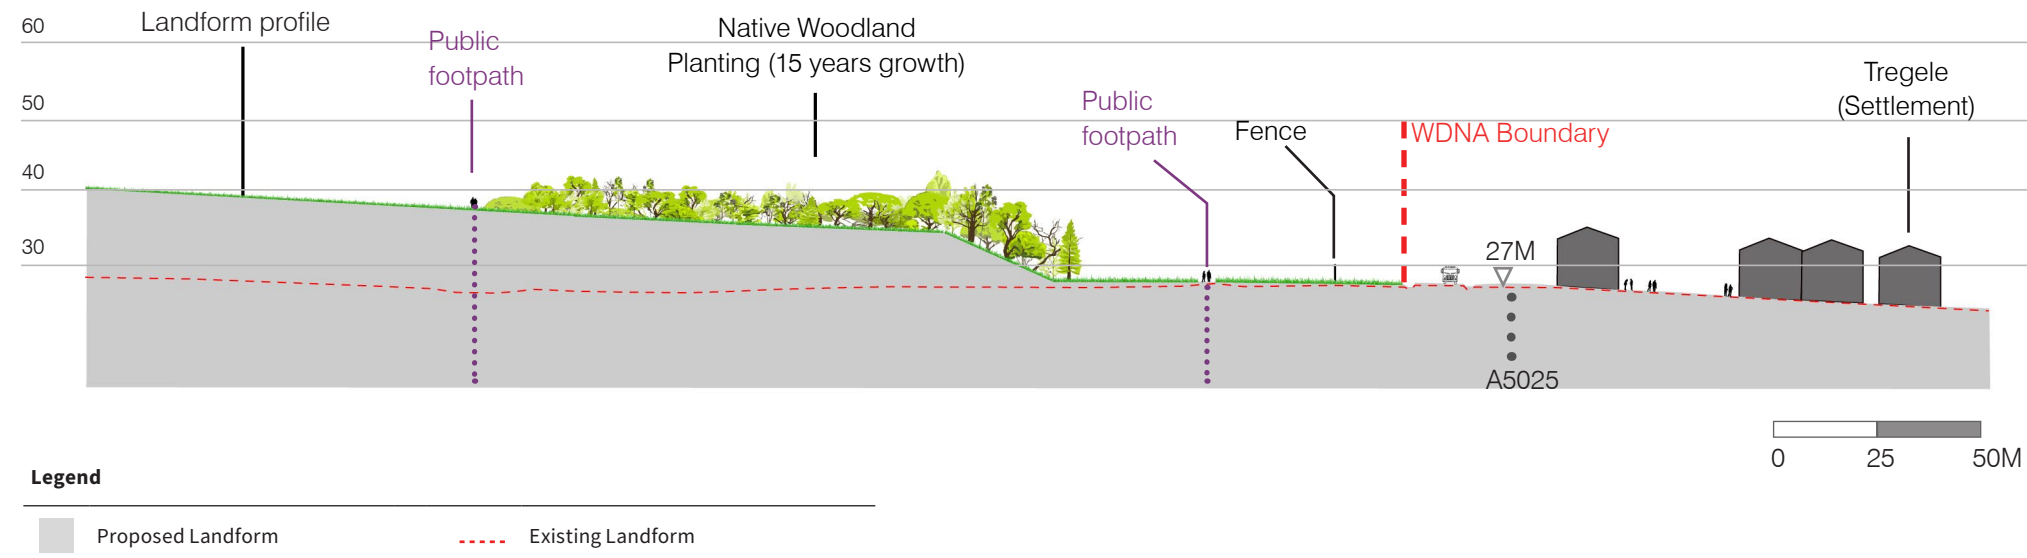 60
50
40
30
Landform profile
Public
footpath
Native Woodland
Planting (15 years growth)
Public
footpath
Fence
WDNA Boundary
27M
A5025
Tregele
(Settlement)
0 25 50M
Legend
Proposed Landform
Existing Landform